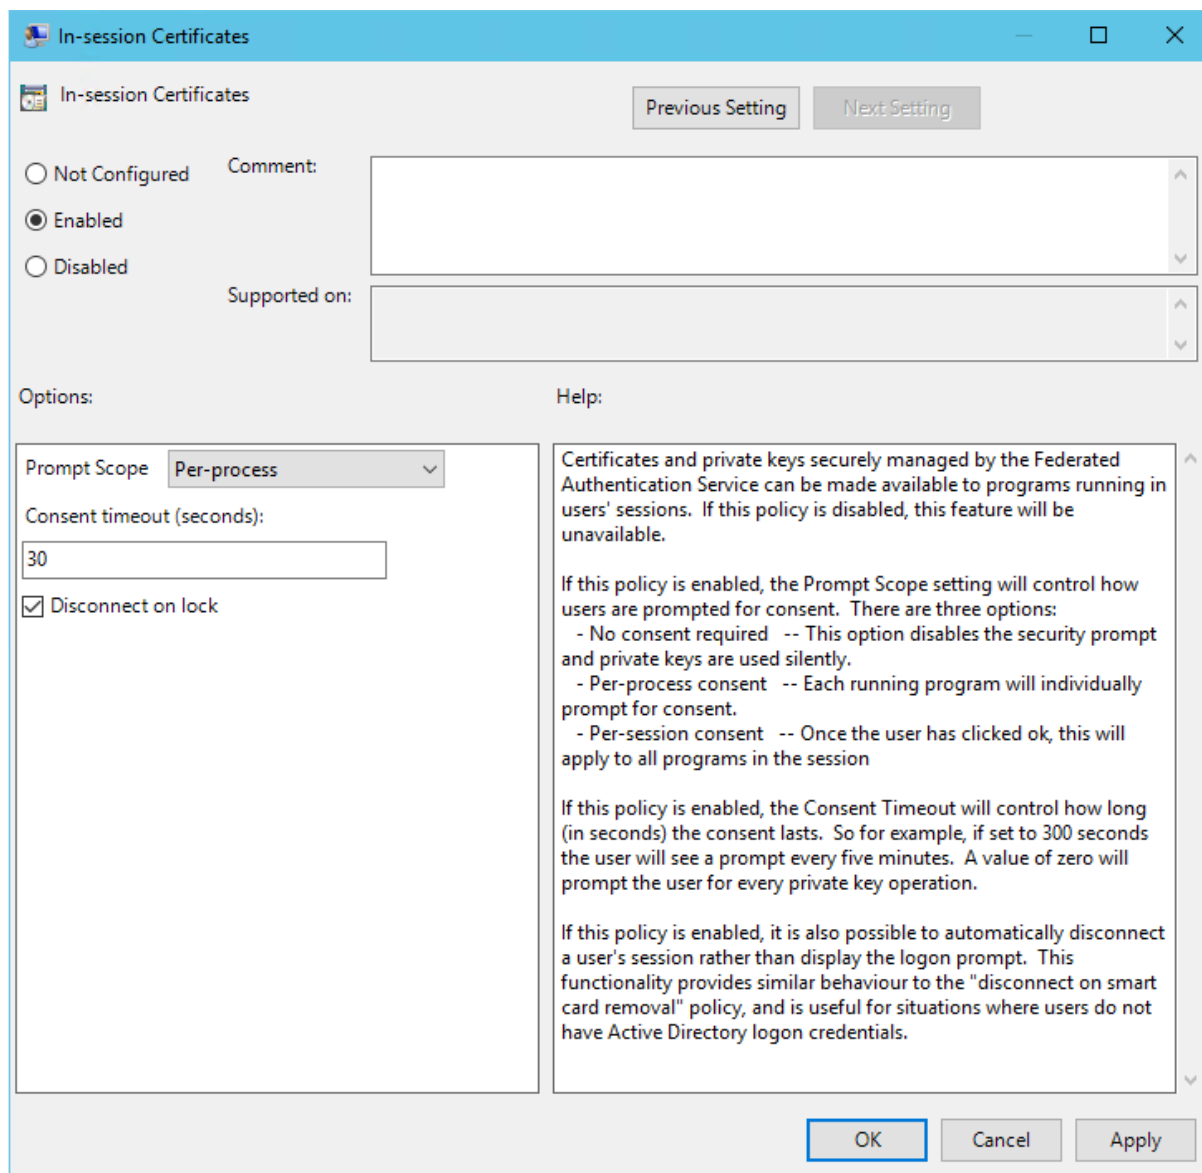 In-session Certificates
In-session Certificates
Previous Setting
Next Setting
Not Configured
Comment:
Enabled
Disabled
Supported on:
Options:
Help:
Prompt Scope
Per-process
Consent timeout (seconds):
30
Disconnect on lock
Certificates and private keys securely managed by the Federated
Authentication Service can be made available to programs running in
users' sessions.  If this policy is disabled, this feature will be
unavailable.
If this policy is enabled, the Prompt Scope setting will control how
users are prompted for consent.  There are three options:
- No consent required   -- This option disables the security prompt
and private keys are used silently.
- Per-process consent   -- Each running program will individually
prompt for consent.
- Per-session consent   -- Once the user has clicked ok, this will
apply to all programs in the session
If this policy is enabled, the Consent Timeout will control how long
(in seconds) the consent lasts.  So for example, if set to 300 seconds
the user will see a prompt every five minutes.  A value of zero will
prompt the user for every private key operation.
If this policy is enabled, it is also possible to automatically disconnect
a user's session rather than display the logon prompt.  This
functionality provides similar behaviour to the "disconnect on smart
card removal" policy, and is useful for situations where users do not
have Active Directory logon credentials.
OK
Cancel
Apply